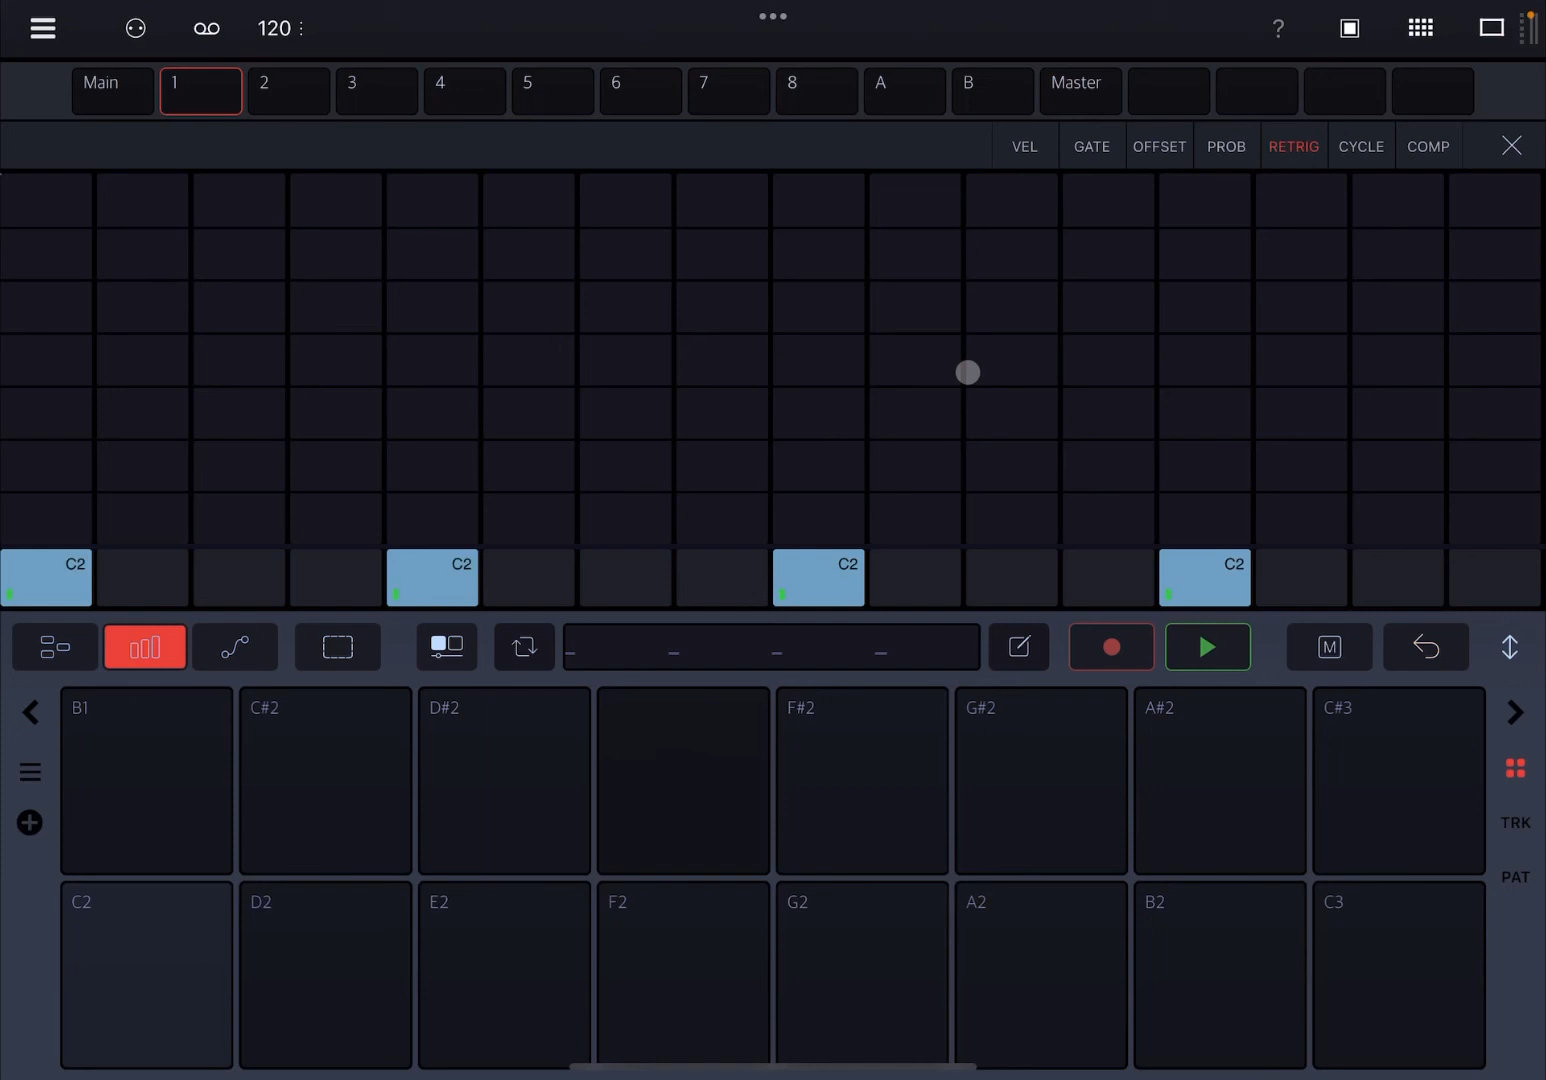 120
?
Main 1 2 3 4 5 6 7 8 A B Master
VEL GATE OFFSET PROB RETRIG CYCLE COMP
C2 C2 C2 C2
M
B1 C#2 D#2 F#2 G#2 A#2 C#3
TRK
PAT
C2 D2 E2 F2 G2 A2 B2 C3